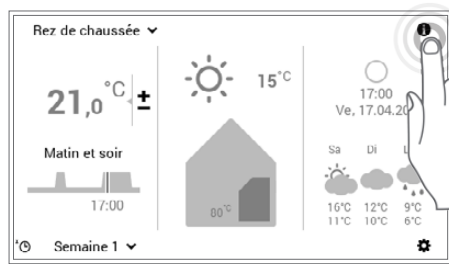 Rez de chaussée
21,0 °C ±
Matin et soir
17:00
Semaine 1
15°C
80°C
17:00
Ve, 17.04.20
Sa Di
16°C 12°C 9°C
11°C 10°C 6°C